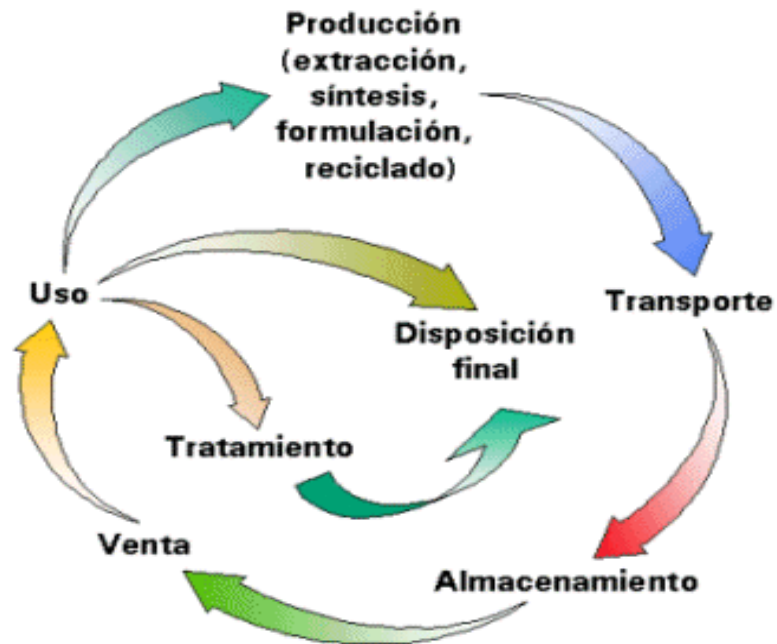 Producción
(extracción,
síntesis,
formulación,
reciclado)
Uso
Transporte
Disposición
final
Tratamiento
Venta
Almacenamiento